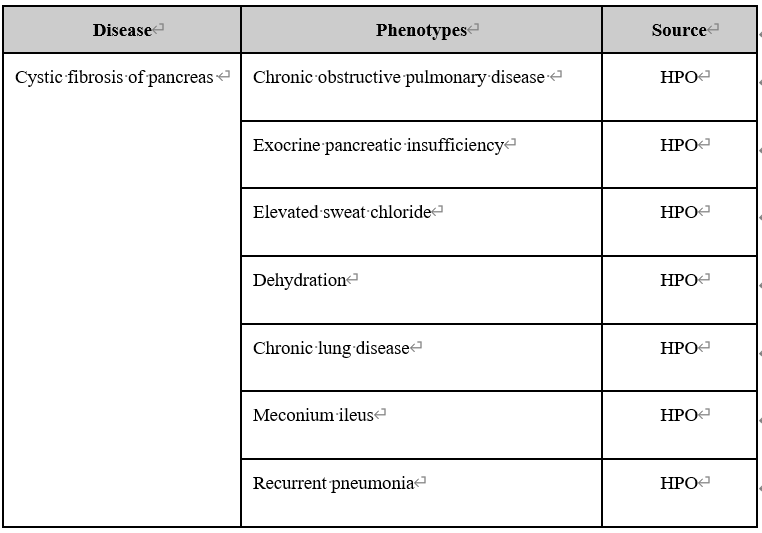 Disease Phenotypes Source
Cystic fibrosis of pancreas Chronic obstructive pulmonary disease HPO
Exocrine pancreatic insufficiency HPO
Elevated sweat chloride HPO
Dehydration HPO
Chronic lung disease HPO
Meconium ileus HPO
Recurrent pneumonia HPO